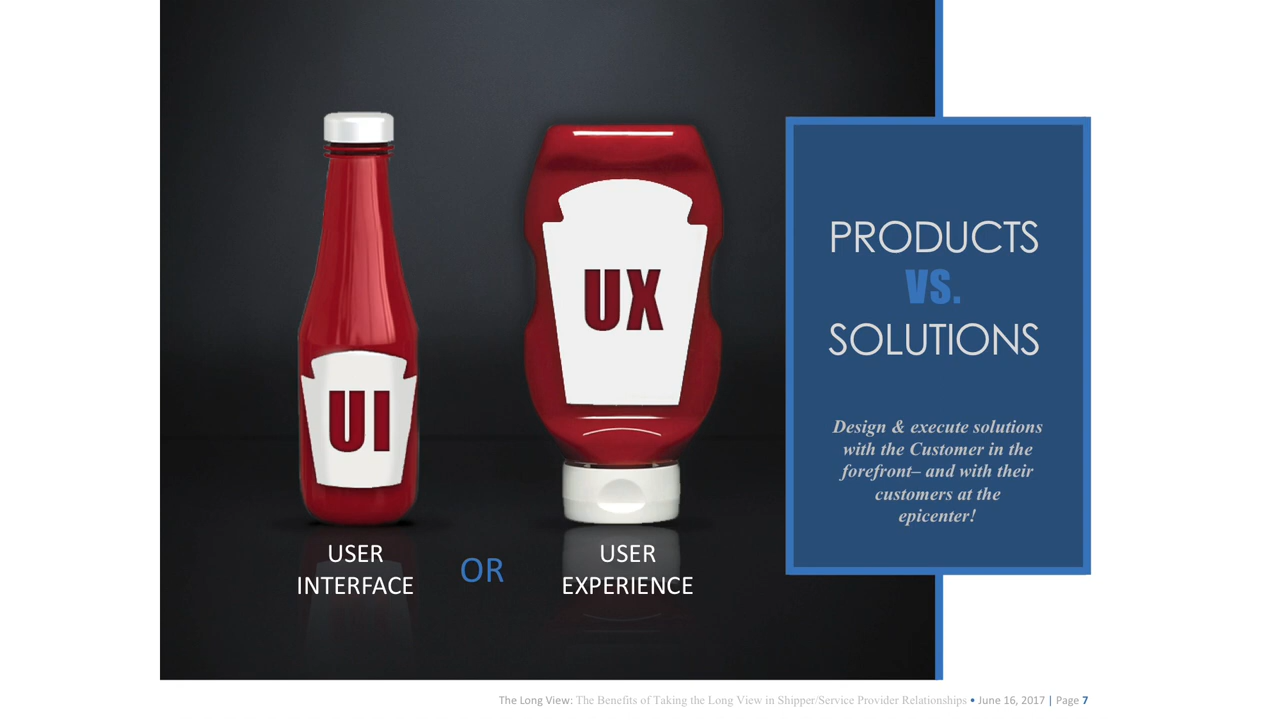 UI
UX
USER
INTERFACE
OR
USER
EXPERIENCE
PRODUCTS
VS.
SOLUTIONS
Design & execute solutions
with the Customer in the
forefront– and with their
customers at the
epicenter!
The Long View: The Benefits of Taking the Long View in Shipper/Service Provider Relationships • June 16, 2017 | Page 7